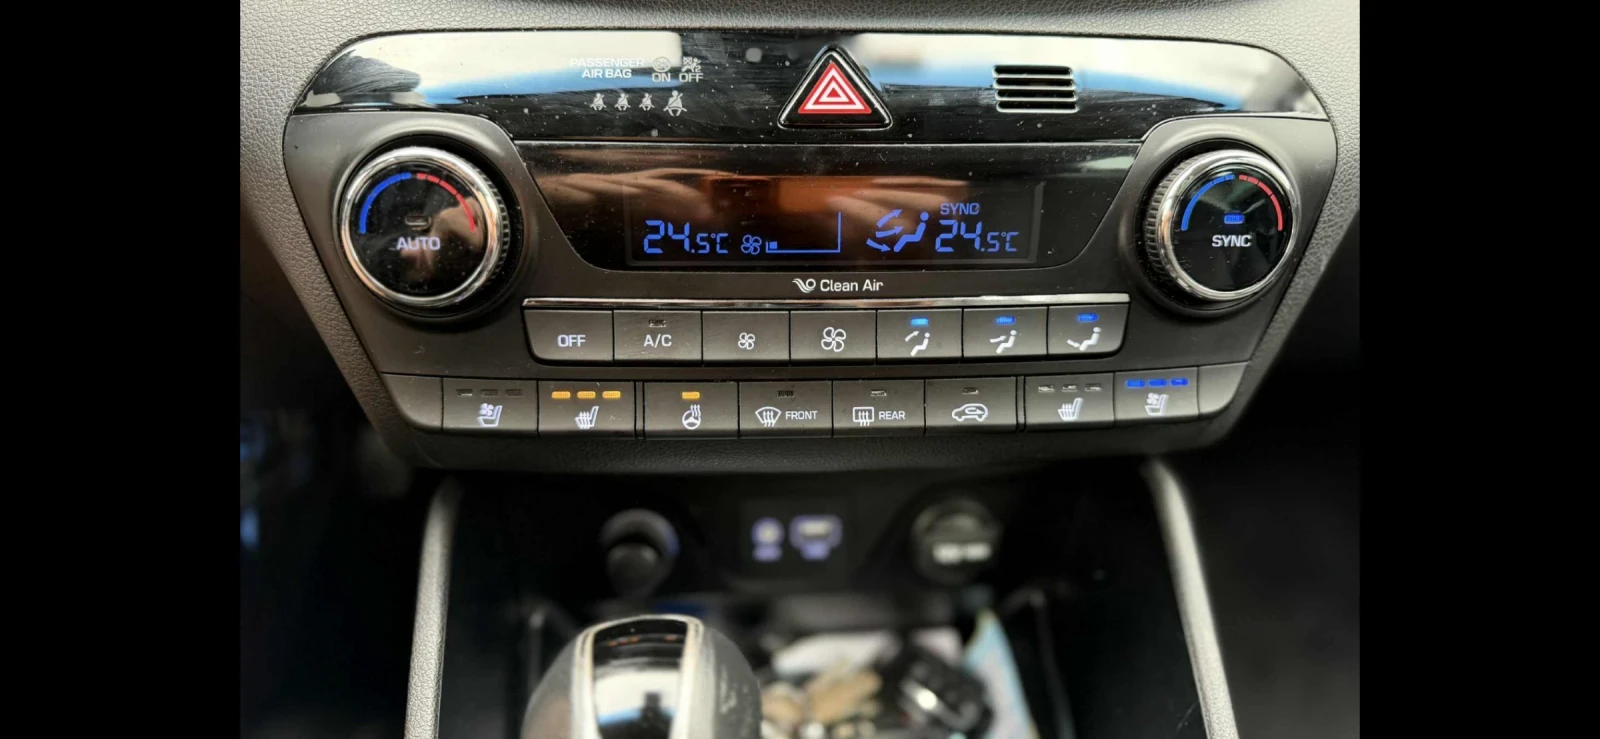 PASSENGER
AIR BAG ON OFF
SYNC
24.5°C 24.5°C
AUTO
SYNC
Clean Air
OFF A/C
FRONT REAR